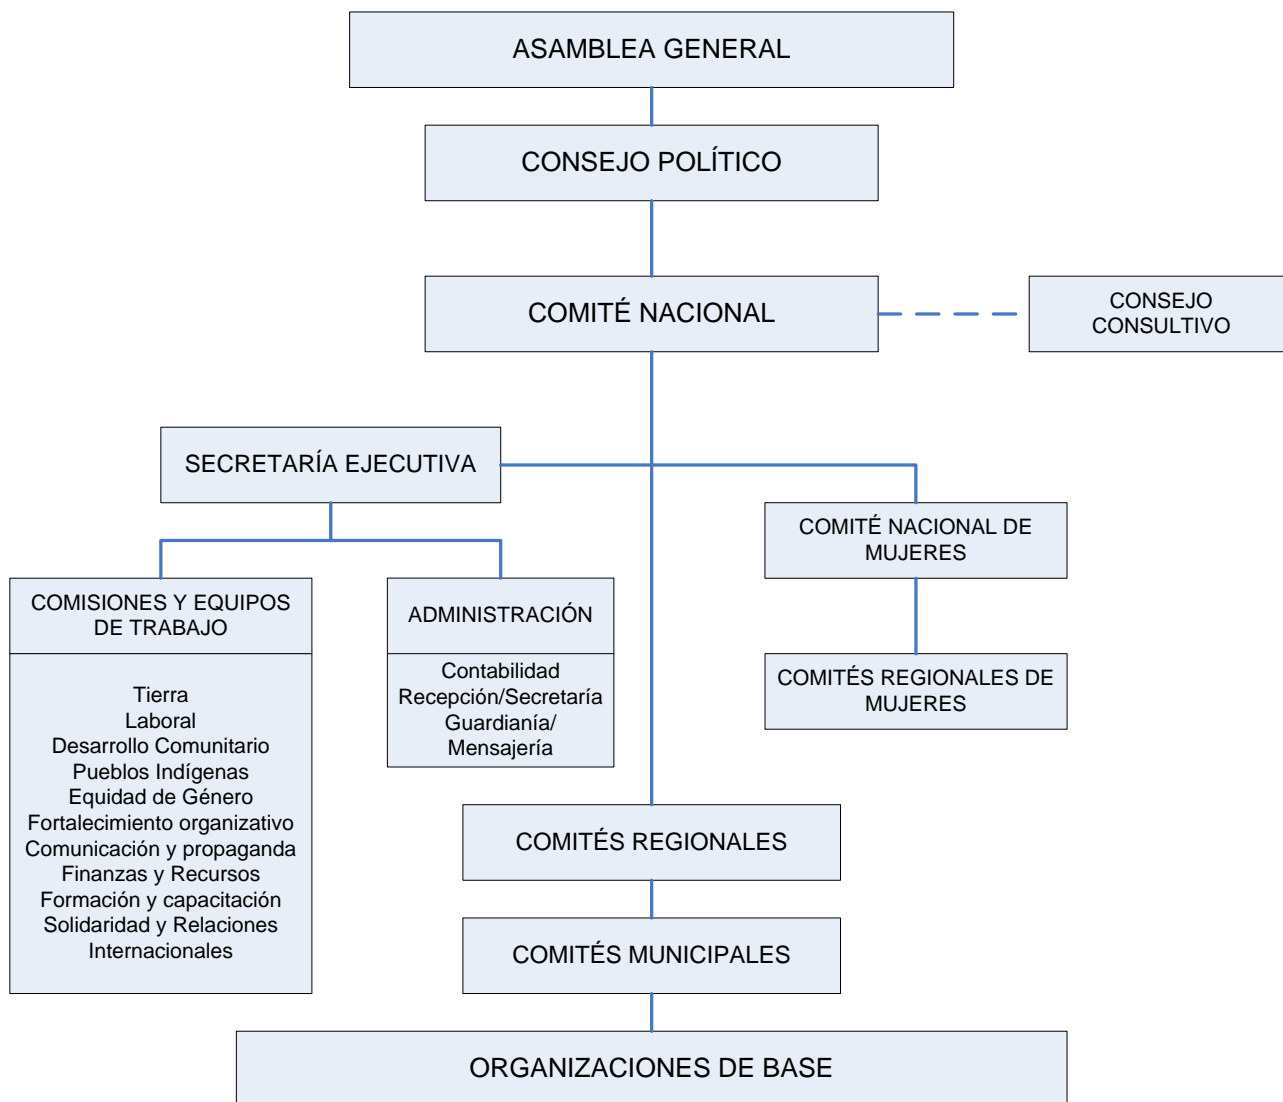 ASAMBLEA GENERAL
CONSEJO POLÍTICO
COMITÉ NACIONAL
CONSEJO
CONSULTIVO
SECRETARÍA EJECUTIVA
COMITÉ NACIONAL DE
MUJERES
COMISIONES Y EQUIPOS
DE TRABAJO
Tierra
Laboral
Desarrollo Comunitario
Pueblos Indígenas
Equidad de Género
Fortalecimiento organizativo
Comunicación y propaganda
Finanzas y Recursos
Formación y capacitación
Solidaridad y Relaciones
Internacionales
ADMINISTRACIÓN
Contabilidad
Recepción/Secretaría
Guardianía/
Mensajería
COMITÉS REGIONALES DE
MUJERES
COMITÉS REGIONALES
COMITÉS MUNICIPALES
ORGANIZACIONES DE BASE